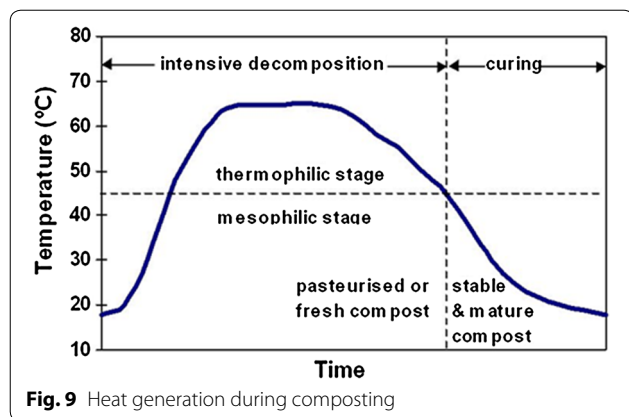 80
70
60
50
40
30
20
10
Temperature (ºC)
intensive decomposition
curing
thermophilic stage
mesophilic stage
pasteurised or
fresh compost
stable
& mature
compost
Time
Fig. 9 Heat generation during composting